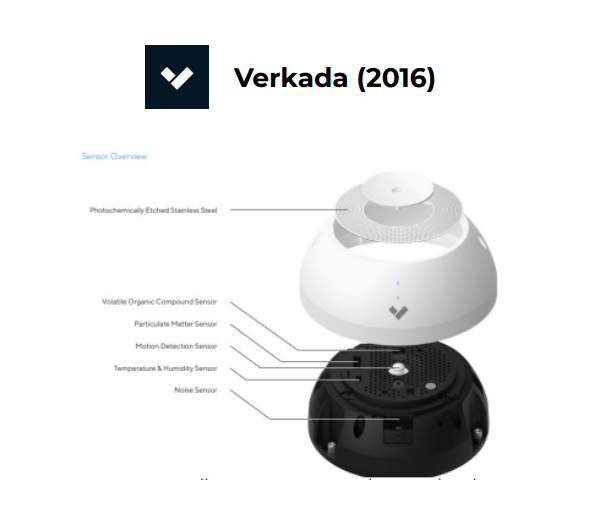 Verkada (2016)
Sensor Overview
Photochemically Etched Stainless Steel
Volatile Organic Compound Sensor
Particulate Matter Sensor
Motion Detection Sensor
Temperature & Humidity Sensor
Noise Sensor